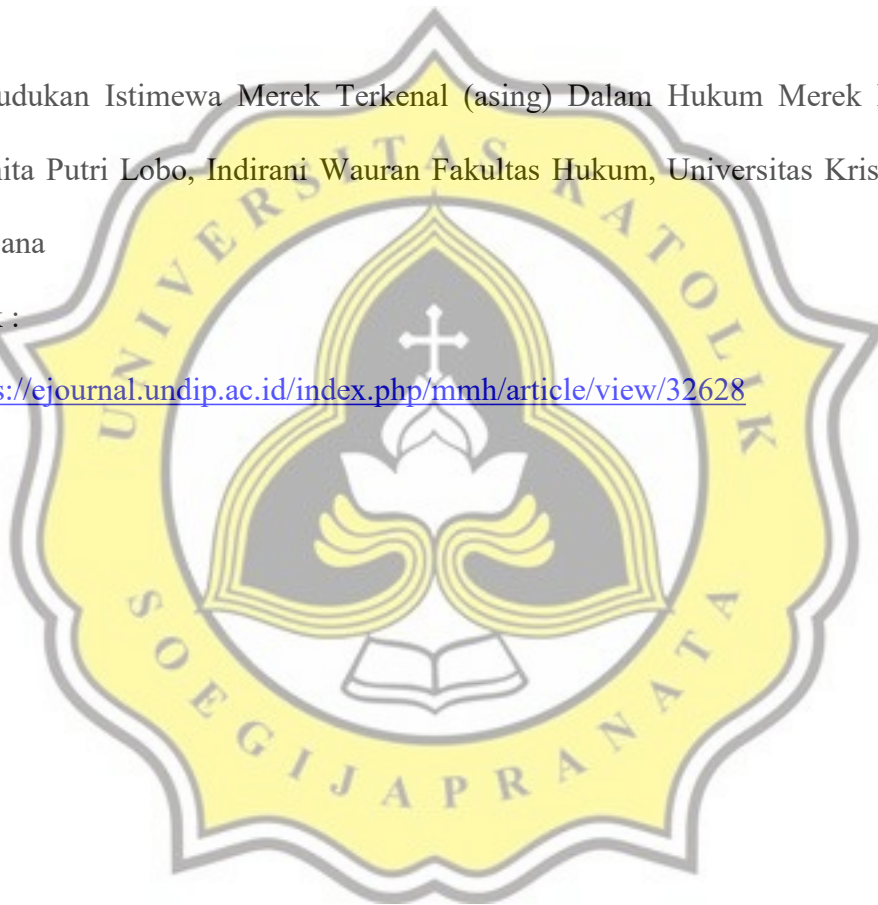 udukan Istimewa Merek Terkenal (asing) Dalam Hukum Merek
ita Putri Lobo, Indirani Wauran Fakultas Hukum, Universitas Kris
ana
:
s://ejournal.undip.ac.id/index.php/mmh/article/view/32628
UNIVERSITAS KATOLIK
SOEGIJAPRANATA